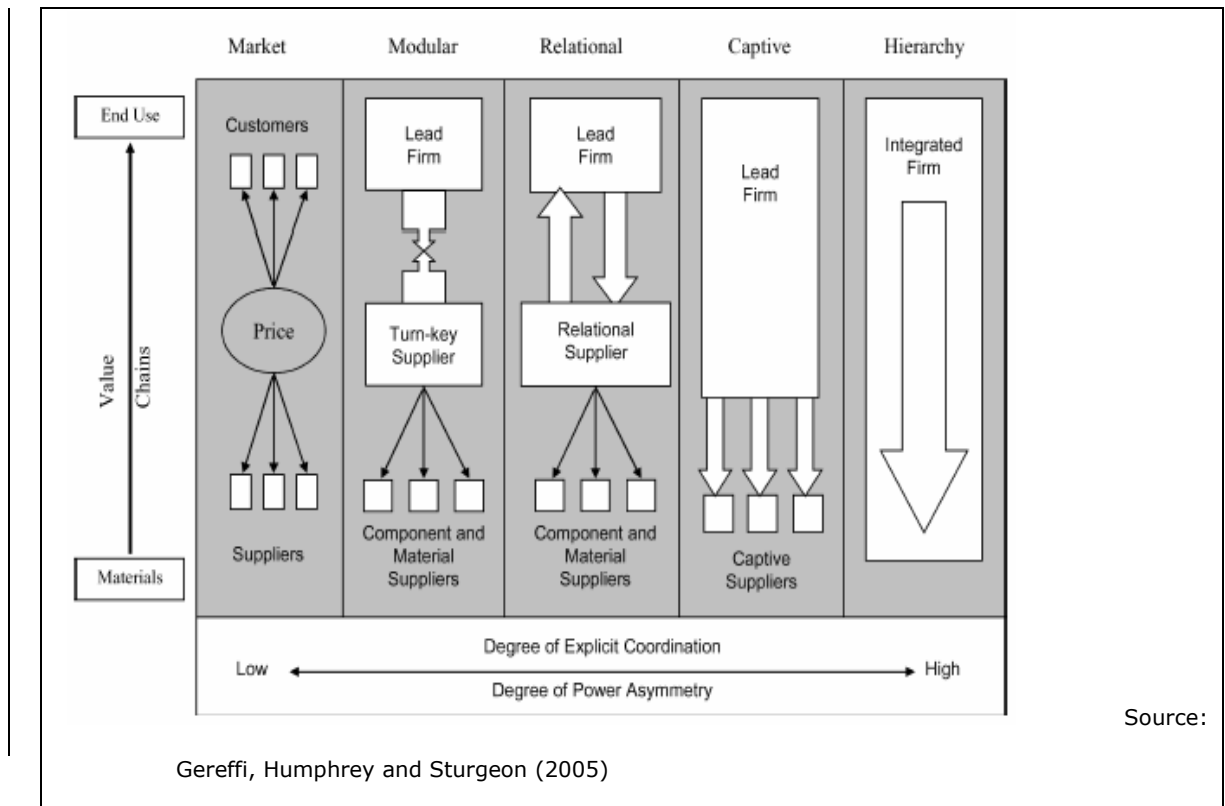 Market Modular Relational Captive Hierarchy
End Use
Value
Chains
Materials
Customers
Price
Suppliers
Lead
Firm
Turn-key
Supplier
Component and
Material
Suppliers
Lead
Firm
Relational
Supplier
Component and
Material
Suppliers
Lead
Firm
Captive
Suppliers
Integrated
Firm
Degree of Explicit Coordination
Low High
Degree of Power Asymmetry
Source:
Gereffi, Humphrey and Sturgeon (2005)